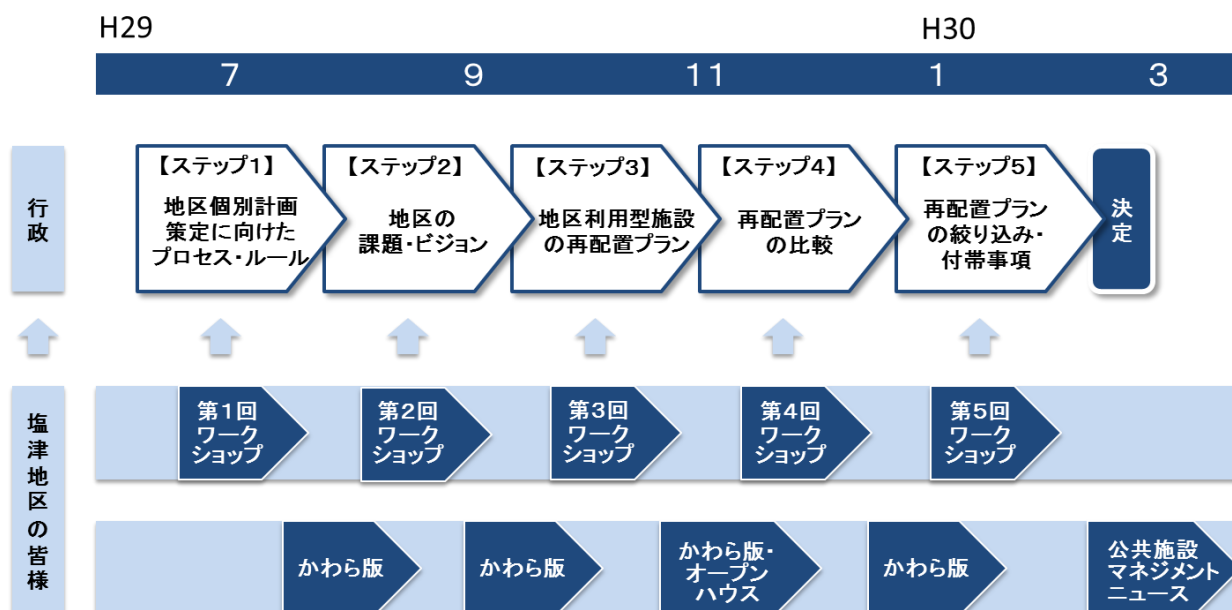 H29
H30
7
9
11
1
3
行政
【ステップ1】
地区個別計画
策定に向けた
プロセス・ルール
【ステップ2】
地区の
課題・ビジョン
【ステップ3】
地区利用型施設
の再配置プラン
【ステップ4】
再配置プラン
の比較
【ステップ5】
再配置プラン
の絞り込み・
付帯事項
決定
塩津地区の皆様
第1回
ワーク
ショップ
第2回
ワーク
ショップ
第3回
ワーク
ショップ
第4回
ワーク
ショップ
第5回
ワーク
ショップ
かわら版
かわら版
かわら版・
オープン
ハウス
かわら版
公共施設
マネジメント
ニュース